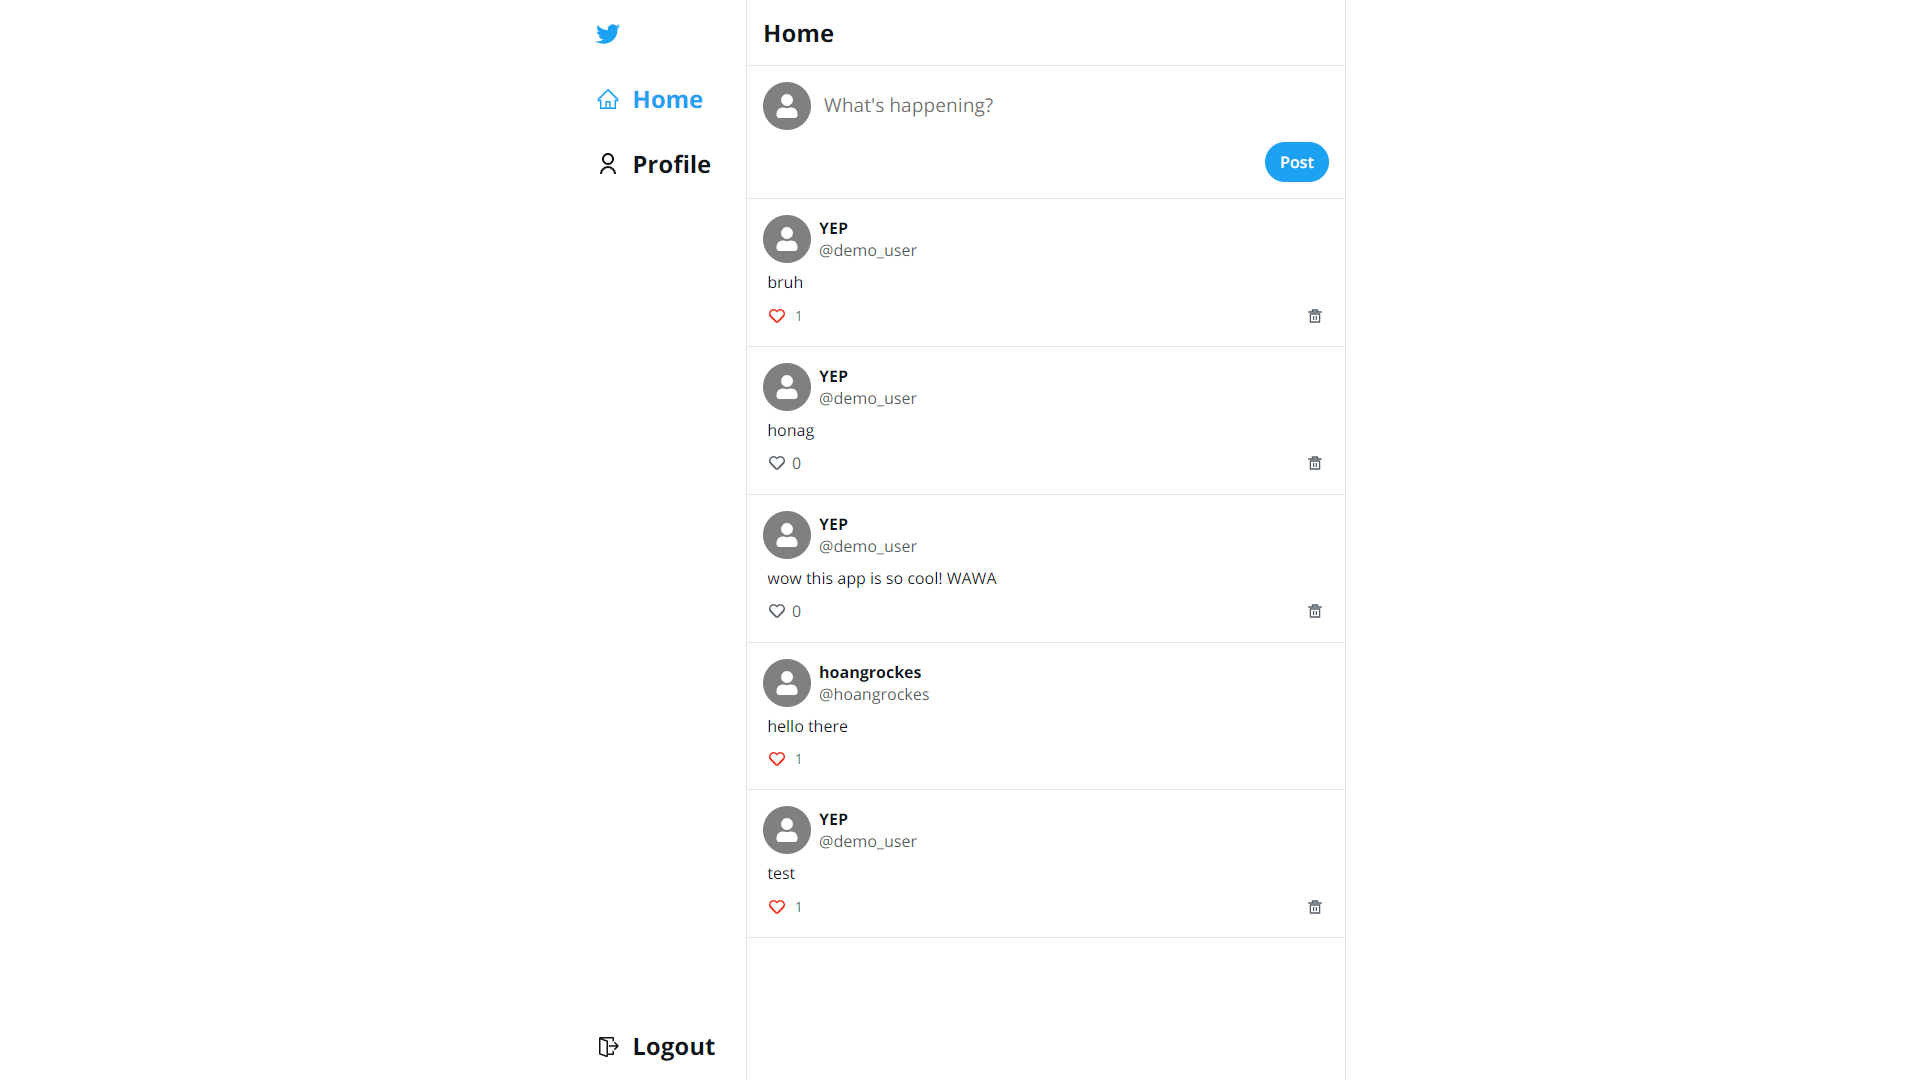 Home
Profile
Logout
Home
What's happening?
Post
YEP
@demo_user
bruh
1
YEP
@demo_user
honag
0
YEP
@demo_user
wow this app is so cool! WAWA
0
hoangrockes
@hoangrockes
hello there
1
YEP
@demo_user
test
1